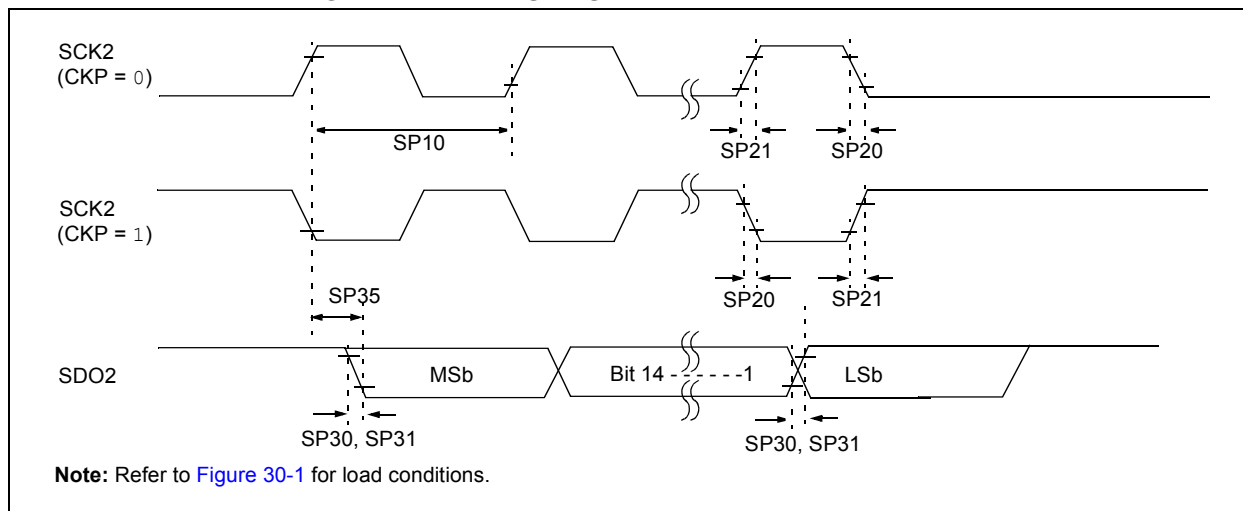 SCK2
(CKP = 0)
SP10
SP21
SP20
SCK2
(CKP = 1)
SP35
SP20
SP21
SDO2
MSb
Bit 14 - - - - - -1
LSb
SP30, SP31
SP30, SP31
Note: Refer to Figure 30-1 for load conditions.